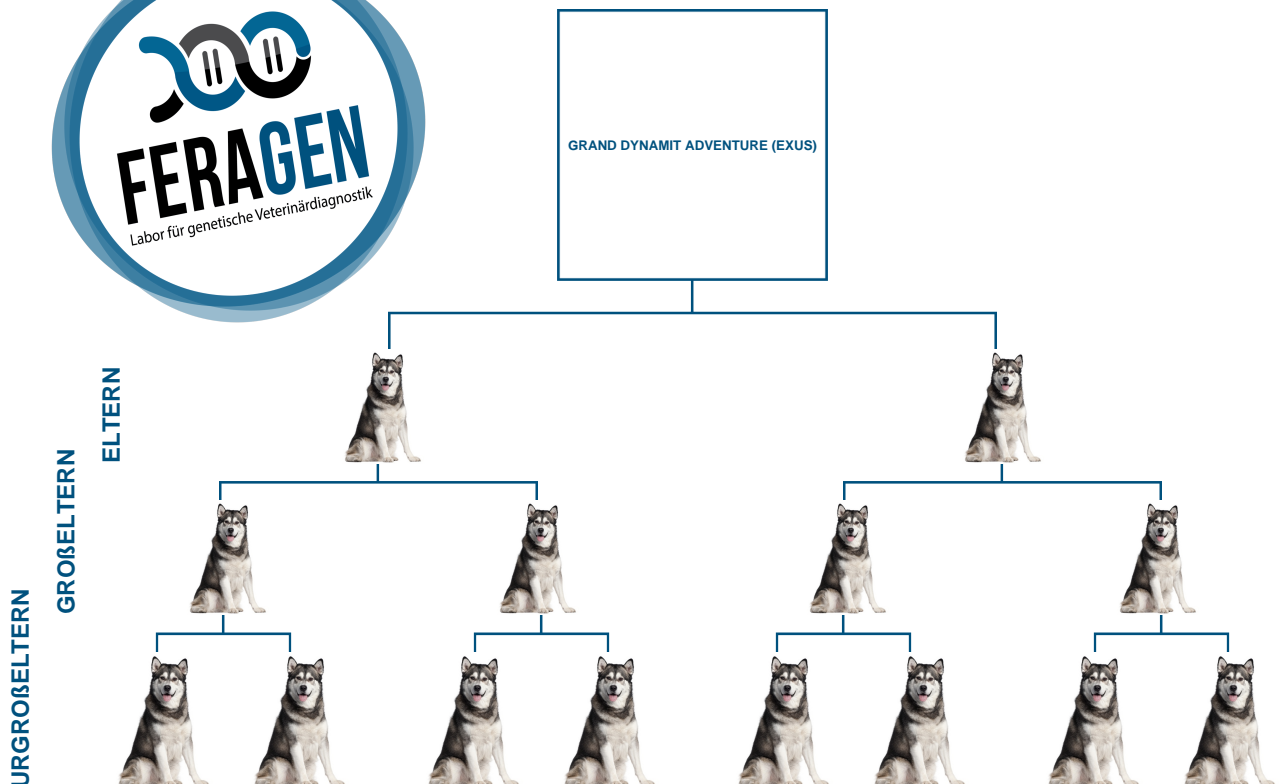 FERAGEN
Labor für genetische Veterinärdiagnostik
GRAND DYNAMIT ADVENTURE (EXUS)
ELTERN
GROßELTERN
URGROßELTERN